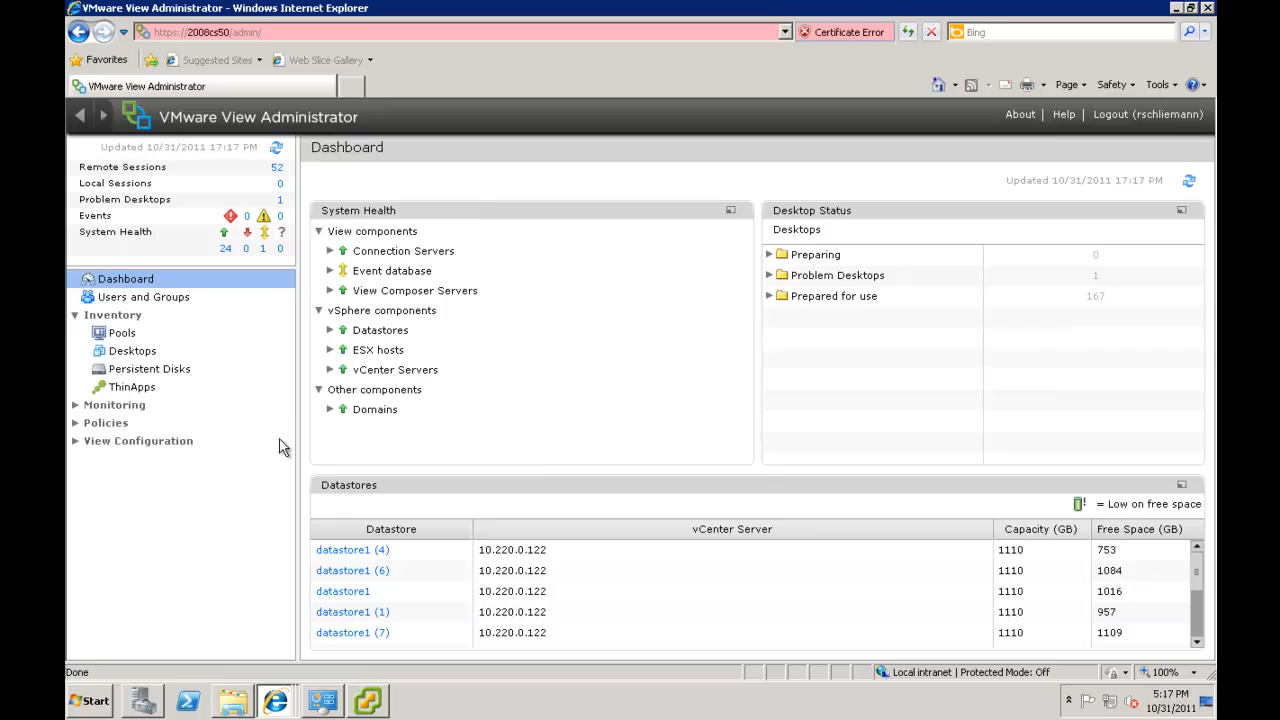 VMware View Administrator - Windows Internet Explorer
https://2008cs50/admin/
Certificate Error
Bing
Favorites
Suggested Sites
Web Slice Gallery
VMware View Administrator
Page
Safety
Tools
VMware View Administrator
About
Help
Logout (rschliemann)
Updated 10/31/2011 17:17 PM
Remote Sessions 52
Local Sessions 0
Problem Desktops 1
Events 0 0
System Health ?
24 0 1 0
Dashboard
Users and Groups
Inventory
Pools
Desktops
Persistent Disks
ThinApps
Monitoring
Policies
View Configuration
Dashboard
Updated 10/31/2011 17:17 PM
System Health
View components
Connection Servers
Event database
View Composer Servers
vSphere components
Datastores
ESX hosts
vCenter Servers
Other components
Domains
Desktop Status
Desktops
Preparing 0
Problem Desktops 1
Prepared for use 167
Datastores
! = Low on free space
Datastore vCenter Server Capacity (GB) Free Space (GB)
datastore1 (4) 10.220.0.122 1110 753
datastore1 (6) 10.220.0.122 1110 1084
datastore1 10.220.0.122 1110 1016
datastore1 (1) 10.220.0.122 1110 957
datastore1 (7) 10.220.0.122 1110 1109
Done
Local intranet | Protected Mode: Off
100%
Start
5:17 PM
10/31/2011